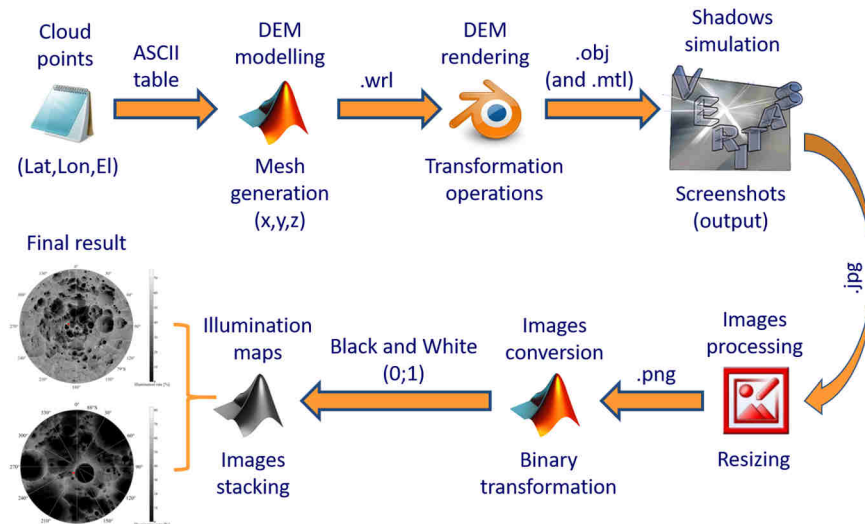 Cloud
points
(Lat,Lon,El)
ASCII
table
DEM
modelling
Mesh
generation
(x,y,z)
.wrl
DEM
rendering
Transformation
operations
.obj
(and .mtl)
Shadows
simulation
VERITAS
Screenshots
(output)
.jpg
Images
processing
Resizing
.png
Images
conversion
Binary
transformation
Black and White
(0;1)
Illumination
maps
Images
stacking
Final result